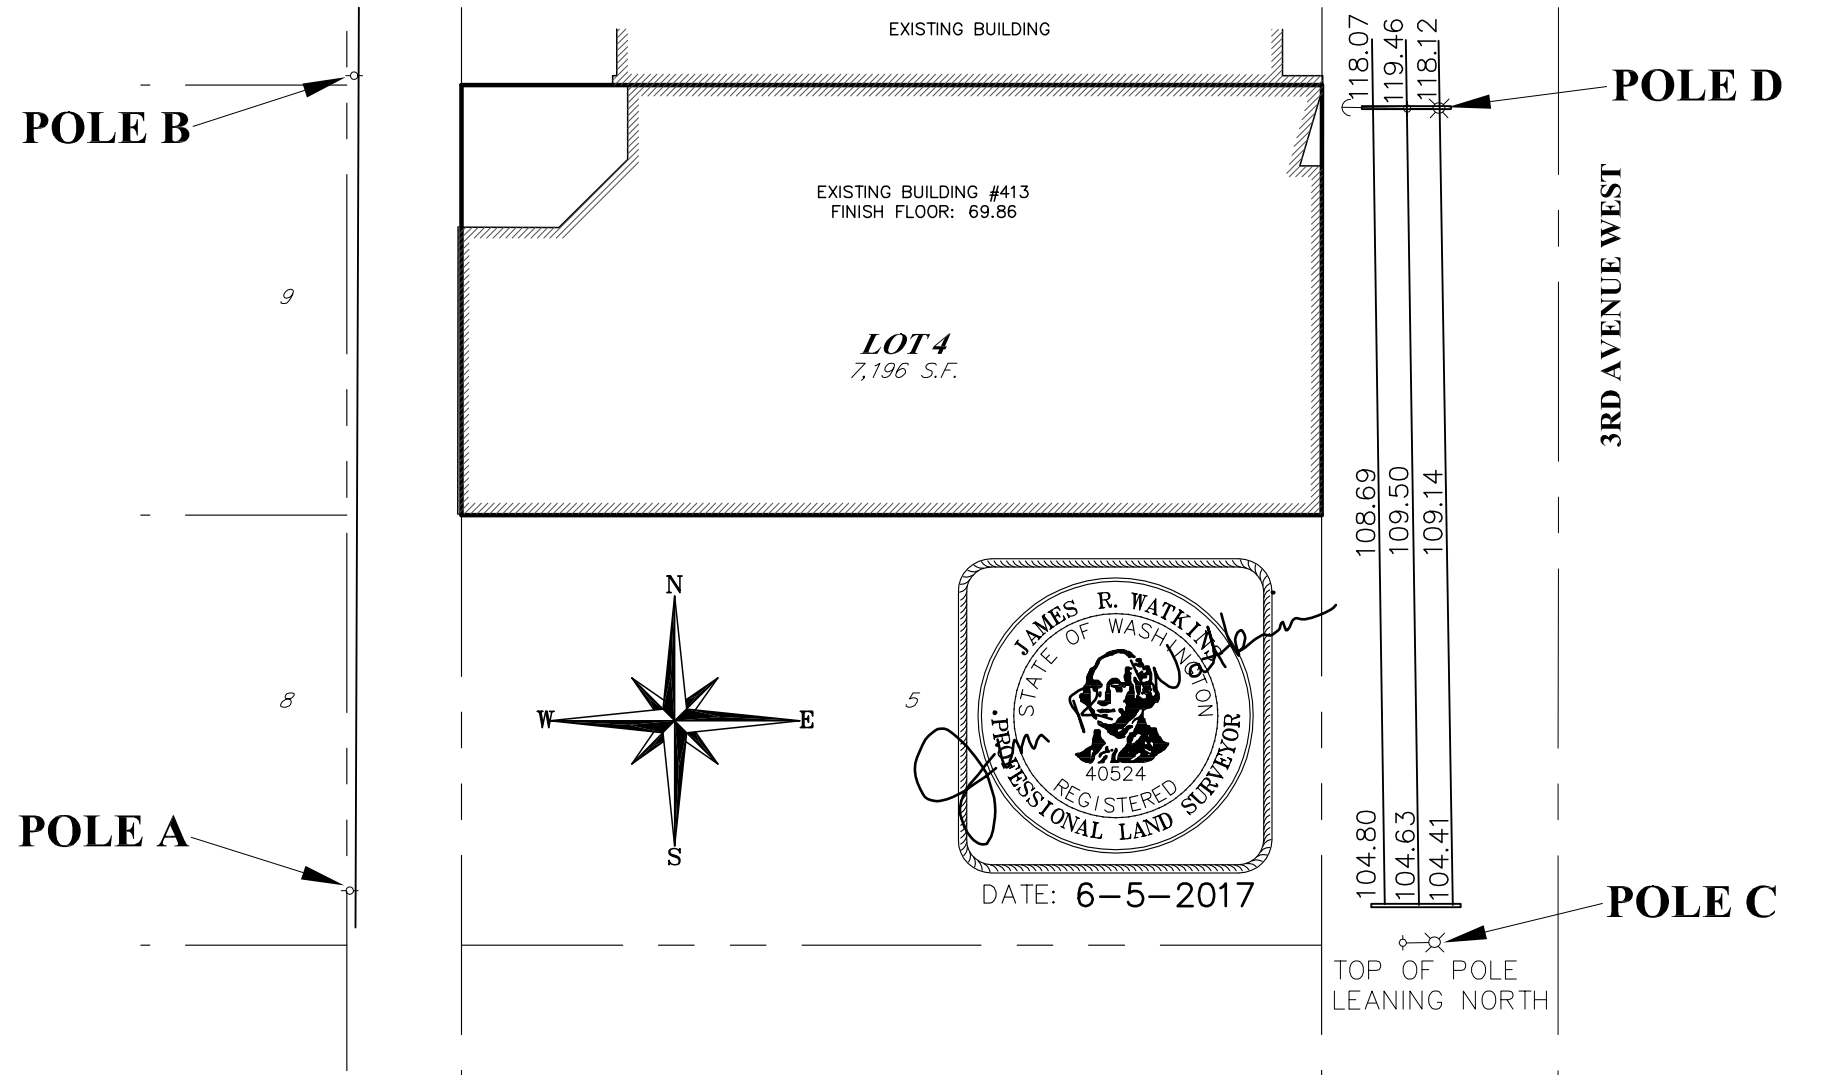 EXISTING BUILDING
118.07
119.46
118.12
POLE D
POLE B
EXISTING BUILDING #413
FINISH FLOOR: 69.86
3RD AVENUE WEST
9
LOT 4
7,196 S.F.
108.69
109.50
109.14
N
W
E
S
8
5
JAMES R. WATKINS
STATE OF WASHINGTON
40524
REGISTERED
PROFESSIONAL LAND SURVEYOR
DATE: 6-5-2017
POLE A
104.80
104.63
104.41
POLE C
TOP OF POLE
LEANING NORTH